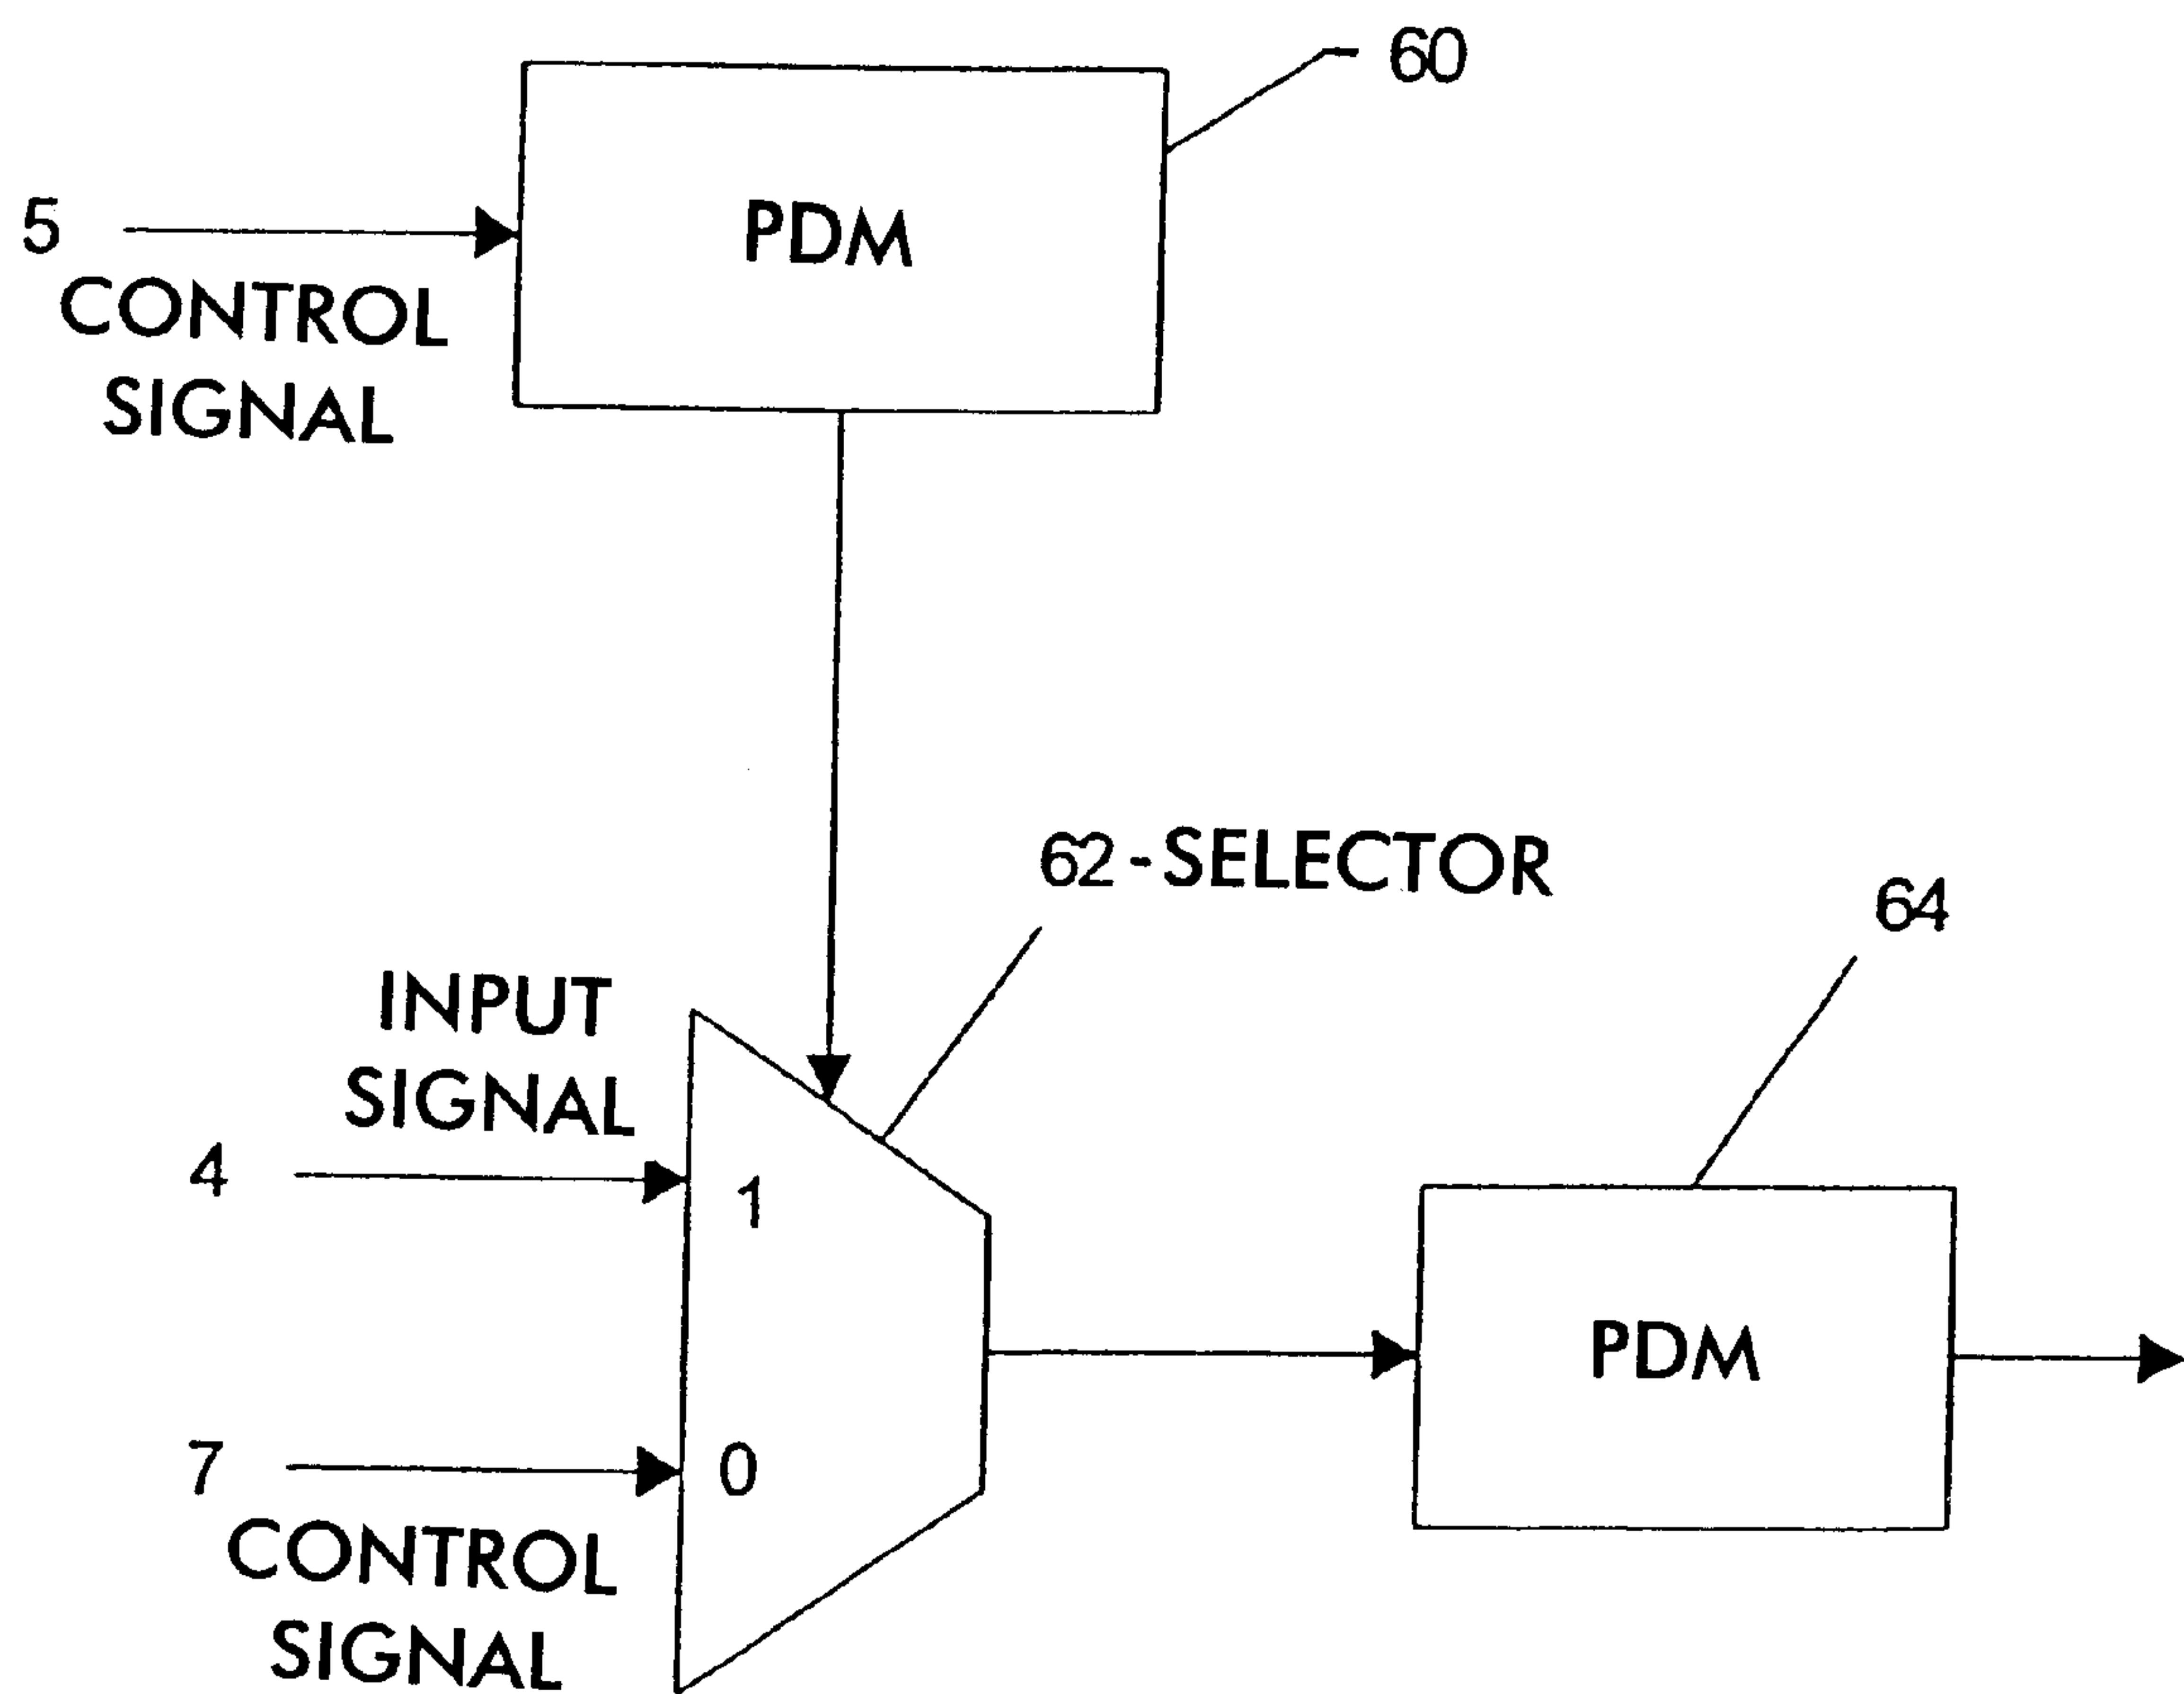 60
5
PDM
CONTROL
SIGNAL
62-SELECTOR
64
INPUT
SIGNAL
4
1
PDM
7
0
CONTROL
SIGNAL